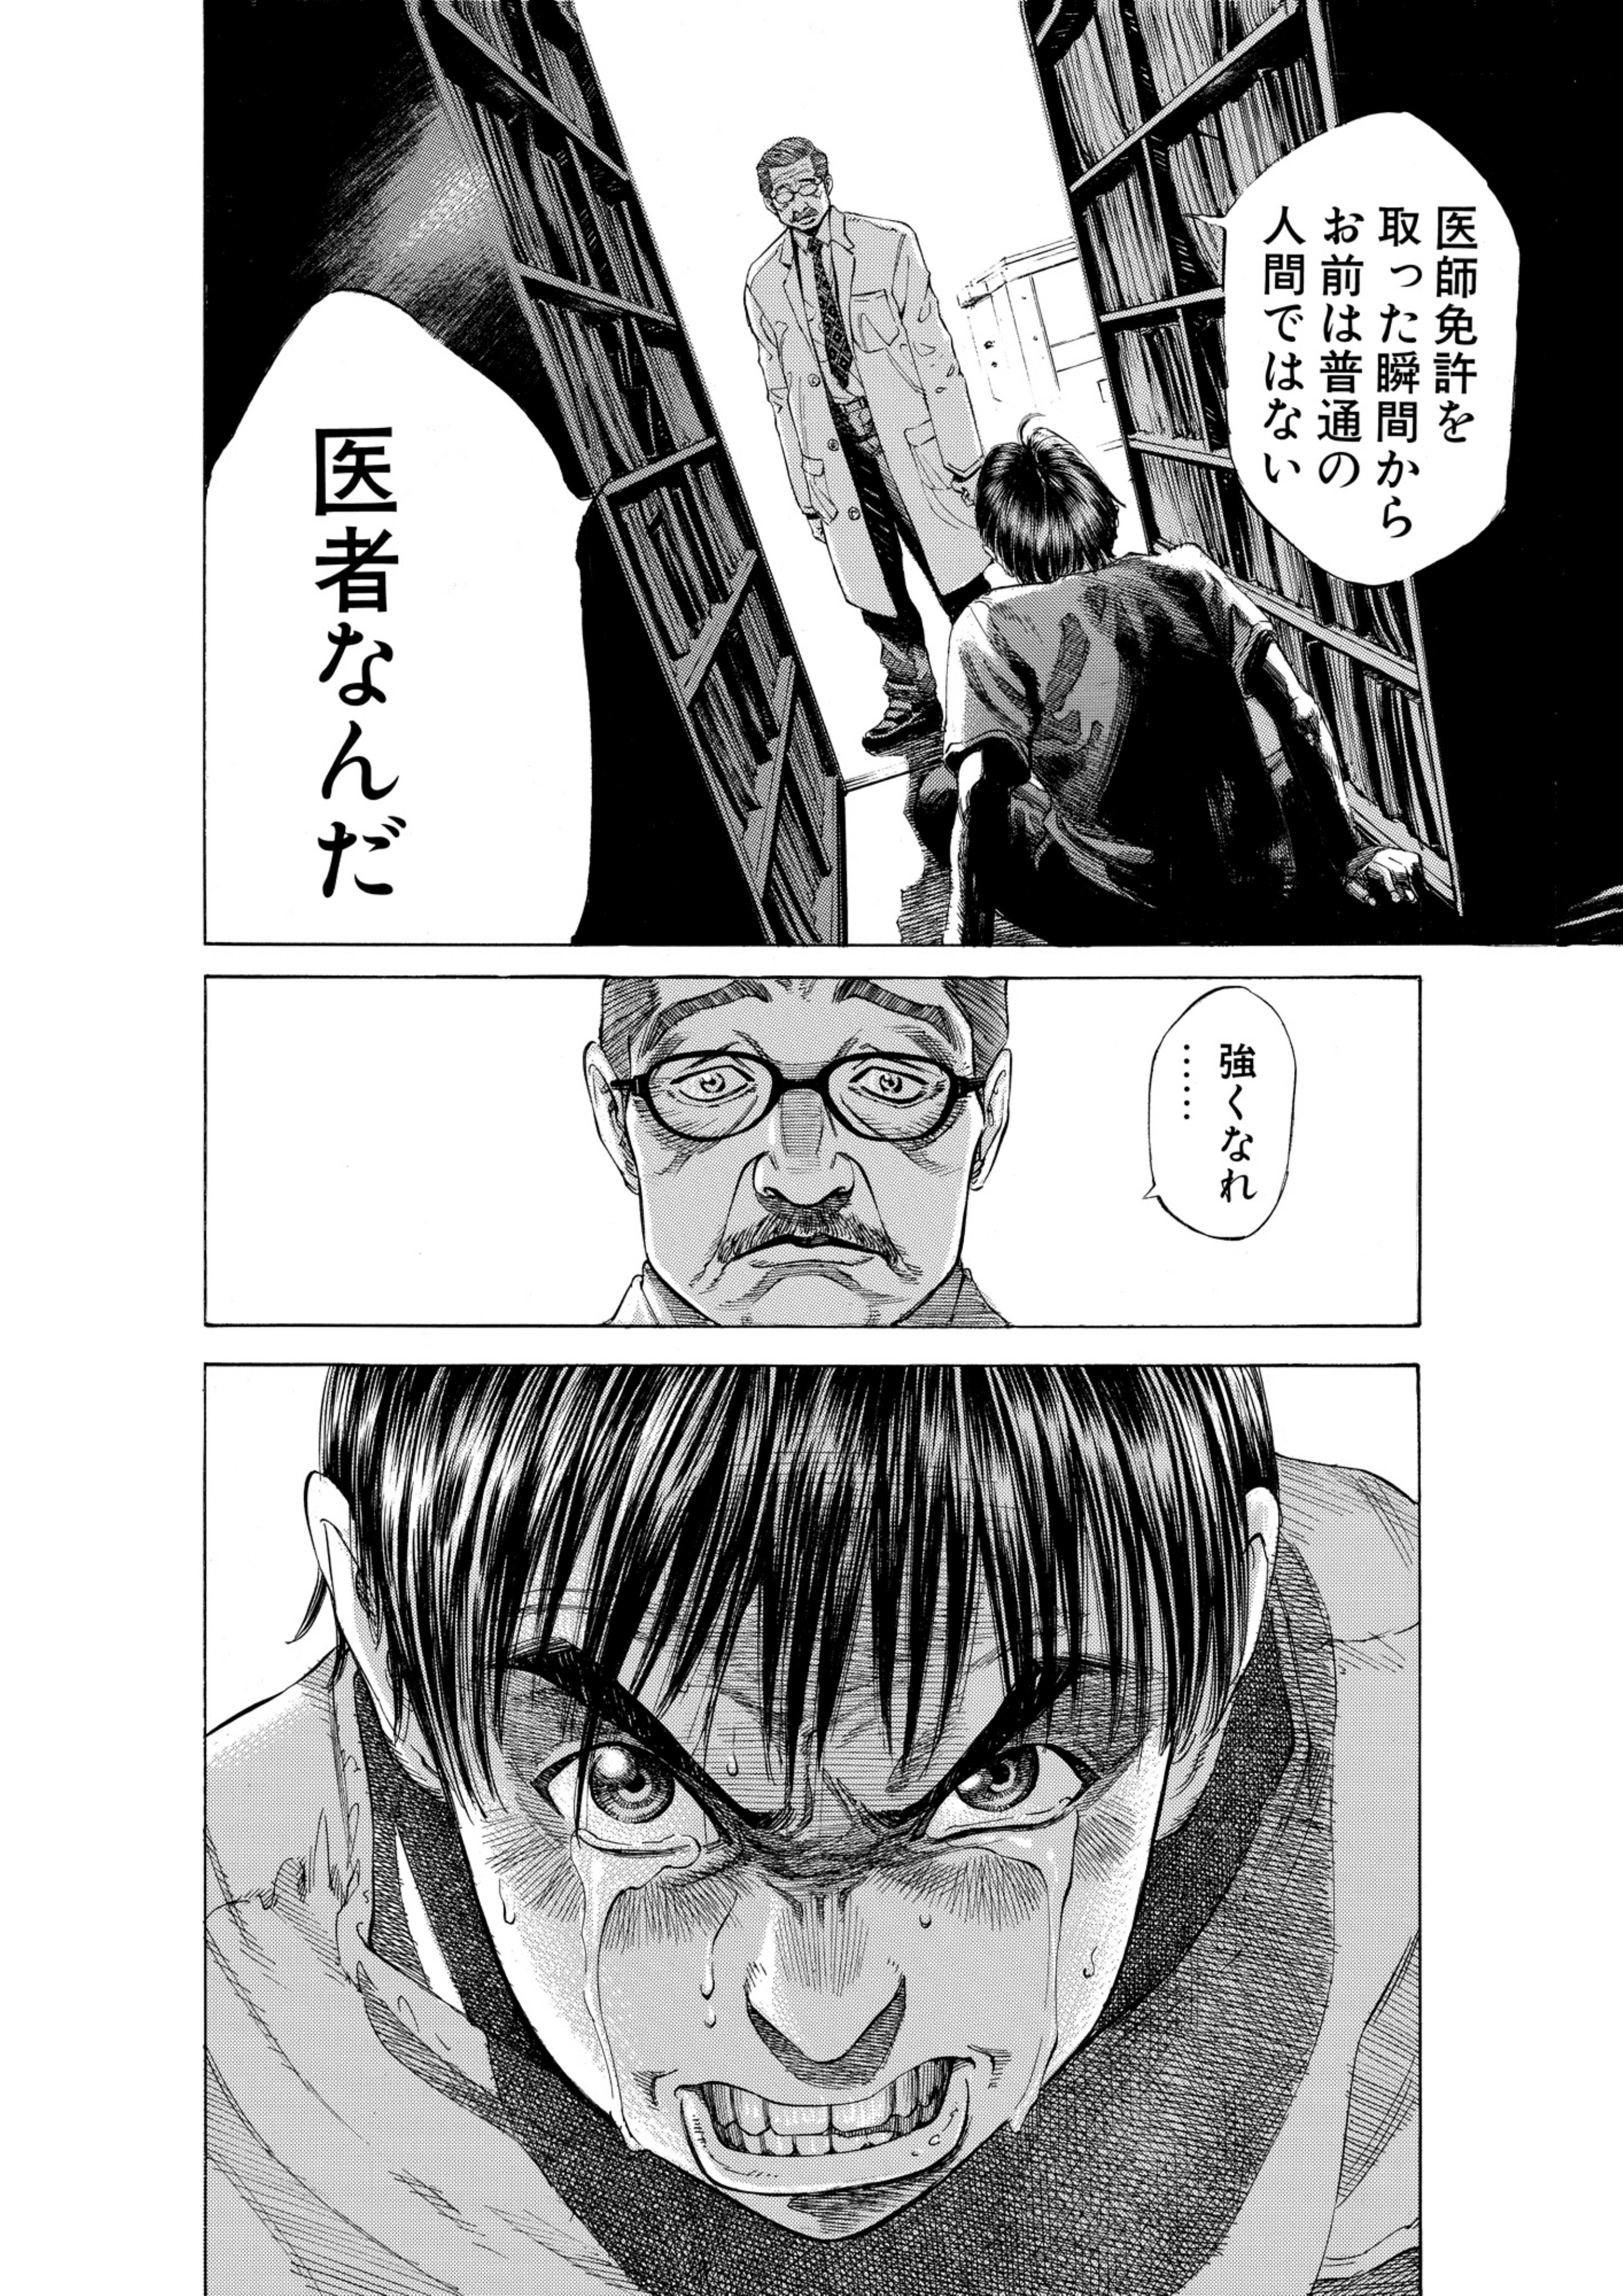 医師免許を
取った瞬間から
お前は普通の
人間ではない
医者なんだ
強くなれ
……